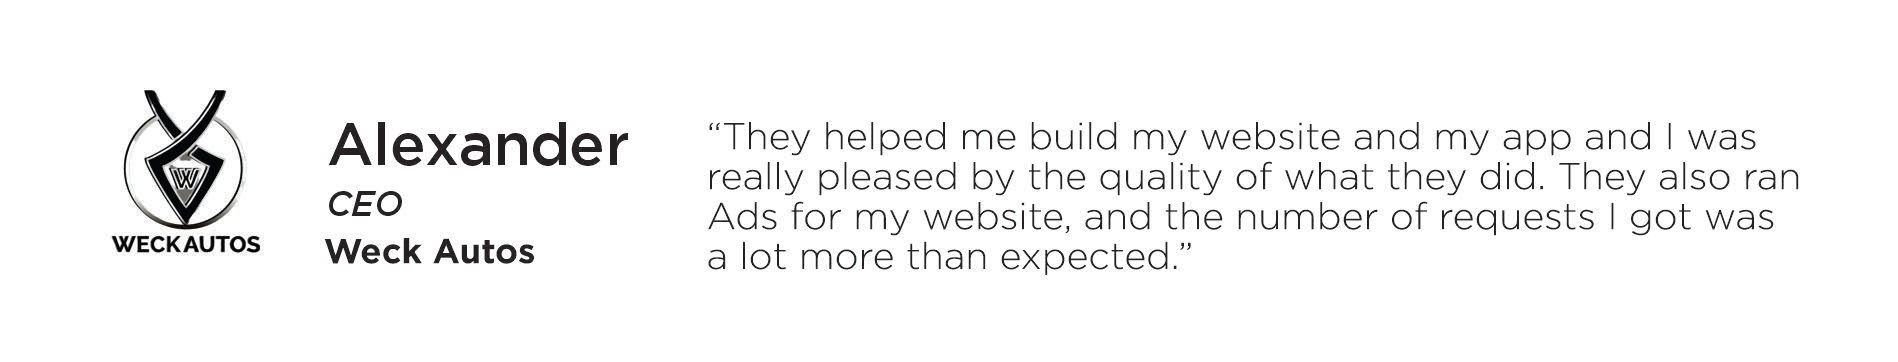 W
WECKAUTOS
Alexander
CEO
Weck Autos
“They helped me build my website and my app and I was
really pleased by the quality of what they did. They also ran
Ads for my website, and the number of requests I got was
a lot more than expected.”